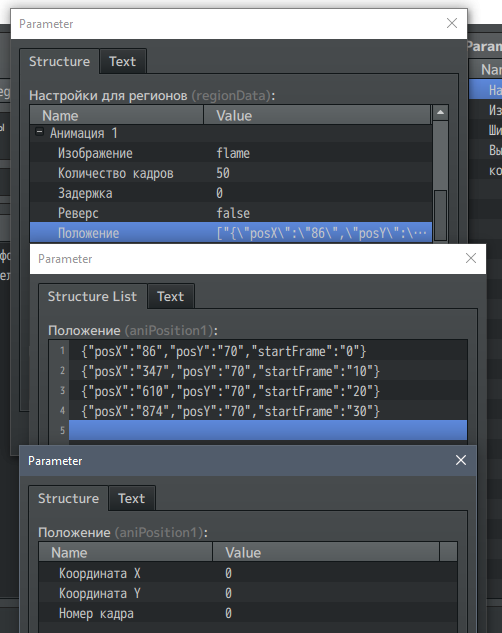 Parameter
Structure Text
Настройки для регионов (regionData):
Name Value
Анимация 1
Изображение flame
Количество кадров 50
Задержка 0
Реверс false
Положение ["{\"posX\":\"86\",\"posY\":\…
Parameter
Structure List Text
Положение (aniPosition1):
1 {"posX":"86","posY":"70","startFrame":"0"}
2 {"posX":"347","posY":"70","startFrame":"10"}
3 {"posX":"610","posY":"70","startFrame":"20"}
4 {"posX":"874","posY":"70","startFrame":"30"}
5
Parameter
Structure Text
Положение (aniPosition1):
Name Value
Координата X 0
Координата Y 0
Номер кадра 0
Param
Na
На
Из
Ши
Вы
ко